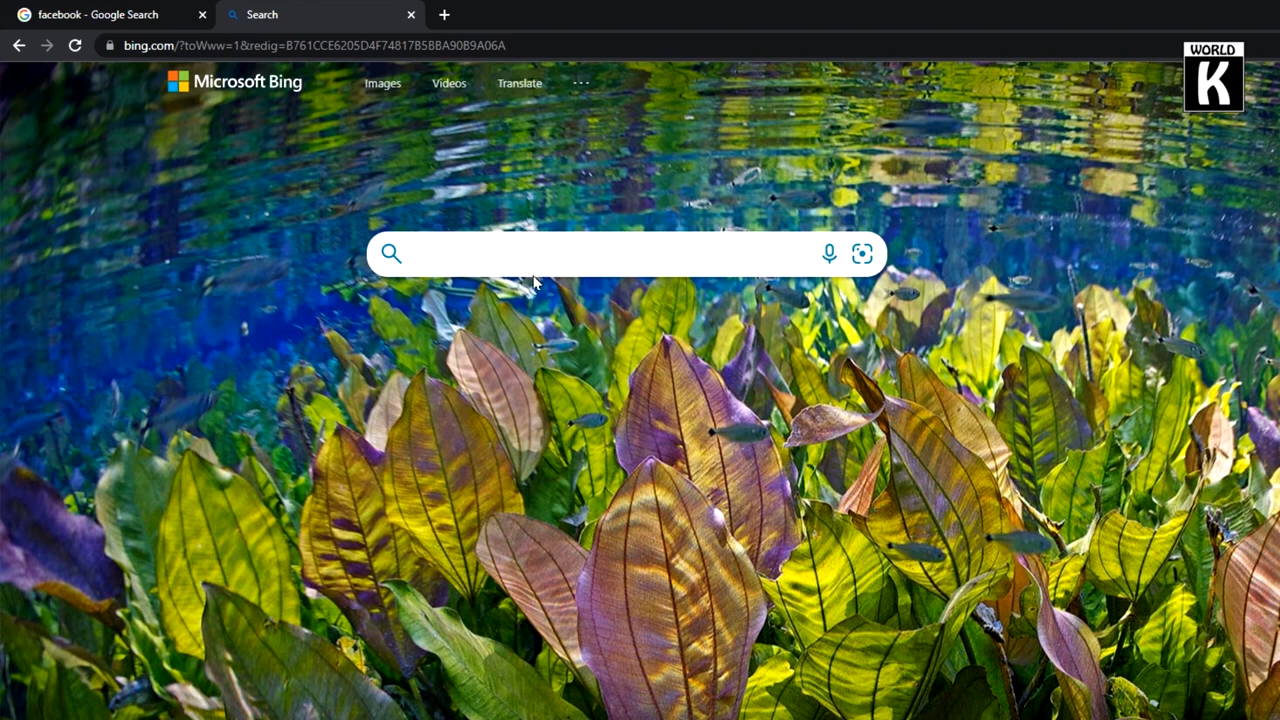 facebook - Google Search
Search
bing.com/?toWww=1&redig=B761CCE6205D4F74817B5BBA90B9A06A
WORLD
K
Microsoft Bing
Images
Videos
Translate